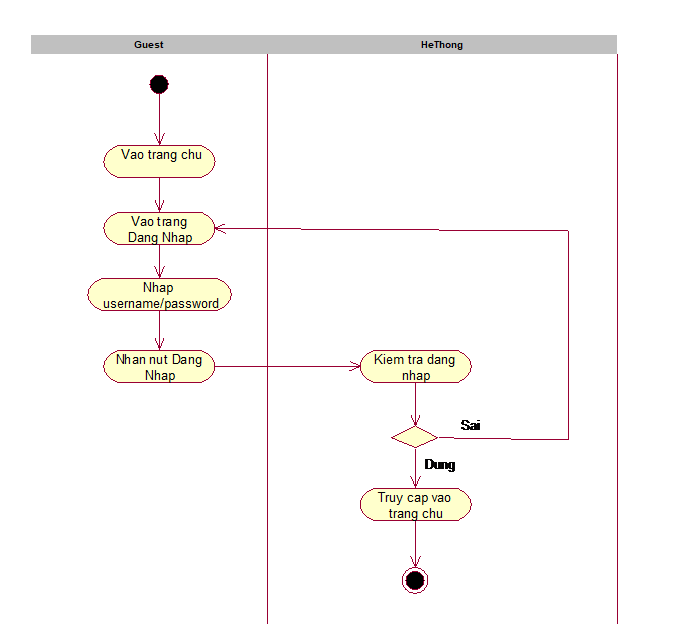 Guest
HeThong
Vao trang chu
Vao trang
Dang Nhap
Nhap
username/password
Nhan nut Dang
Nhap
Kiem tra dang
nhap
Sai
Dung
Truy cap vao
trang chu